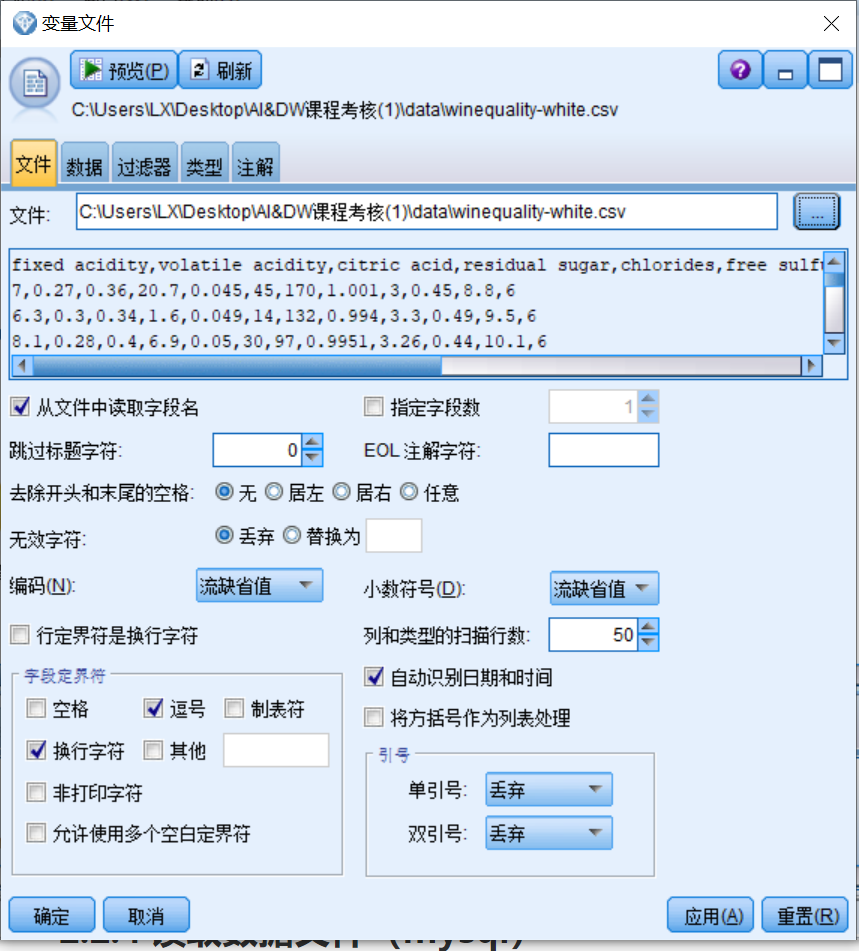 变量文件
预览(P) 刷新
?
C:\Users\LX\Desktop\AI&DW课程考核(1)\data\winequality-white.csv
文件 数据 过滤器 类型 注解
文件: C:\Users\LX\Desktop\AI&DW课程考核(1)\data\winequality-white.csv ...
fixed acidity,volatile acidity,citric acid,residual sugar,chlorides,free sulfu
7,0.27,0.36,20.7,0.045,45,170,1.001,3,0.45,8.8,6
6.3,0.3,0.34,1.6,0.049,14,132,0.994,3.3,0.49,9.5,6
8.1,0.28,0.4,6.9,0.05,30,97,0.9951,3.26,0.44,10.1,6
从文件中读取字段名 指定字段数 1
跳过标题字符: 0 EOL 注解字符:
去除开头和末尾的空格: 无 居左 居右 任意
无效字符: 丢弃 替换为
编码(N): 流缺省值 小数符号(D): 流缺省值
行定界符是换行字符 列和类型的扫描行数: 50
字段定界符 自动识别日期和时间
空格 逗号 制表符 将方括号作为列表处理
换行字符 其他 引号
非打印字符 单引号: 丢弃
允许使用多个空白定界符 双引号: 丢弃
确定 取消 应用(A) 重置(R)
2.2.1 读取数据文件（mysql）